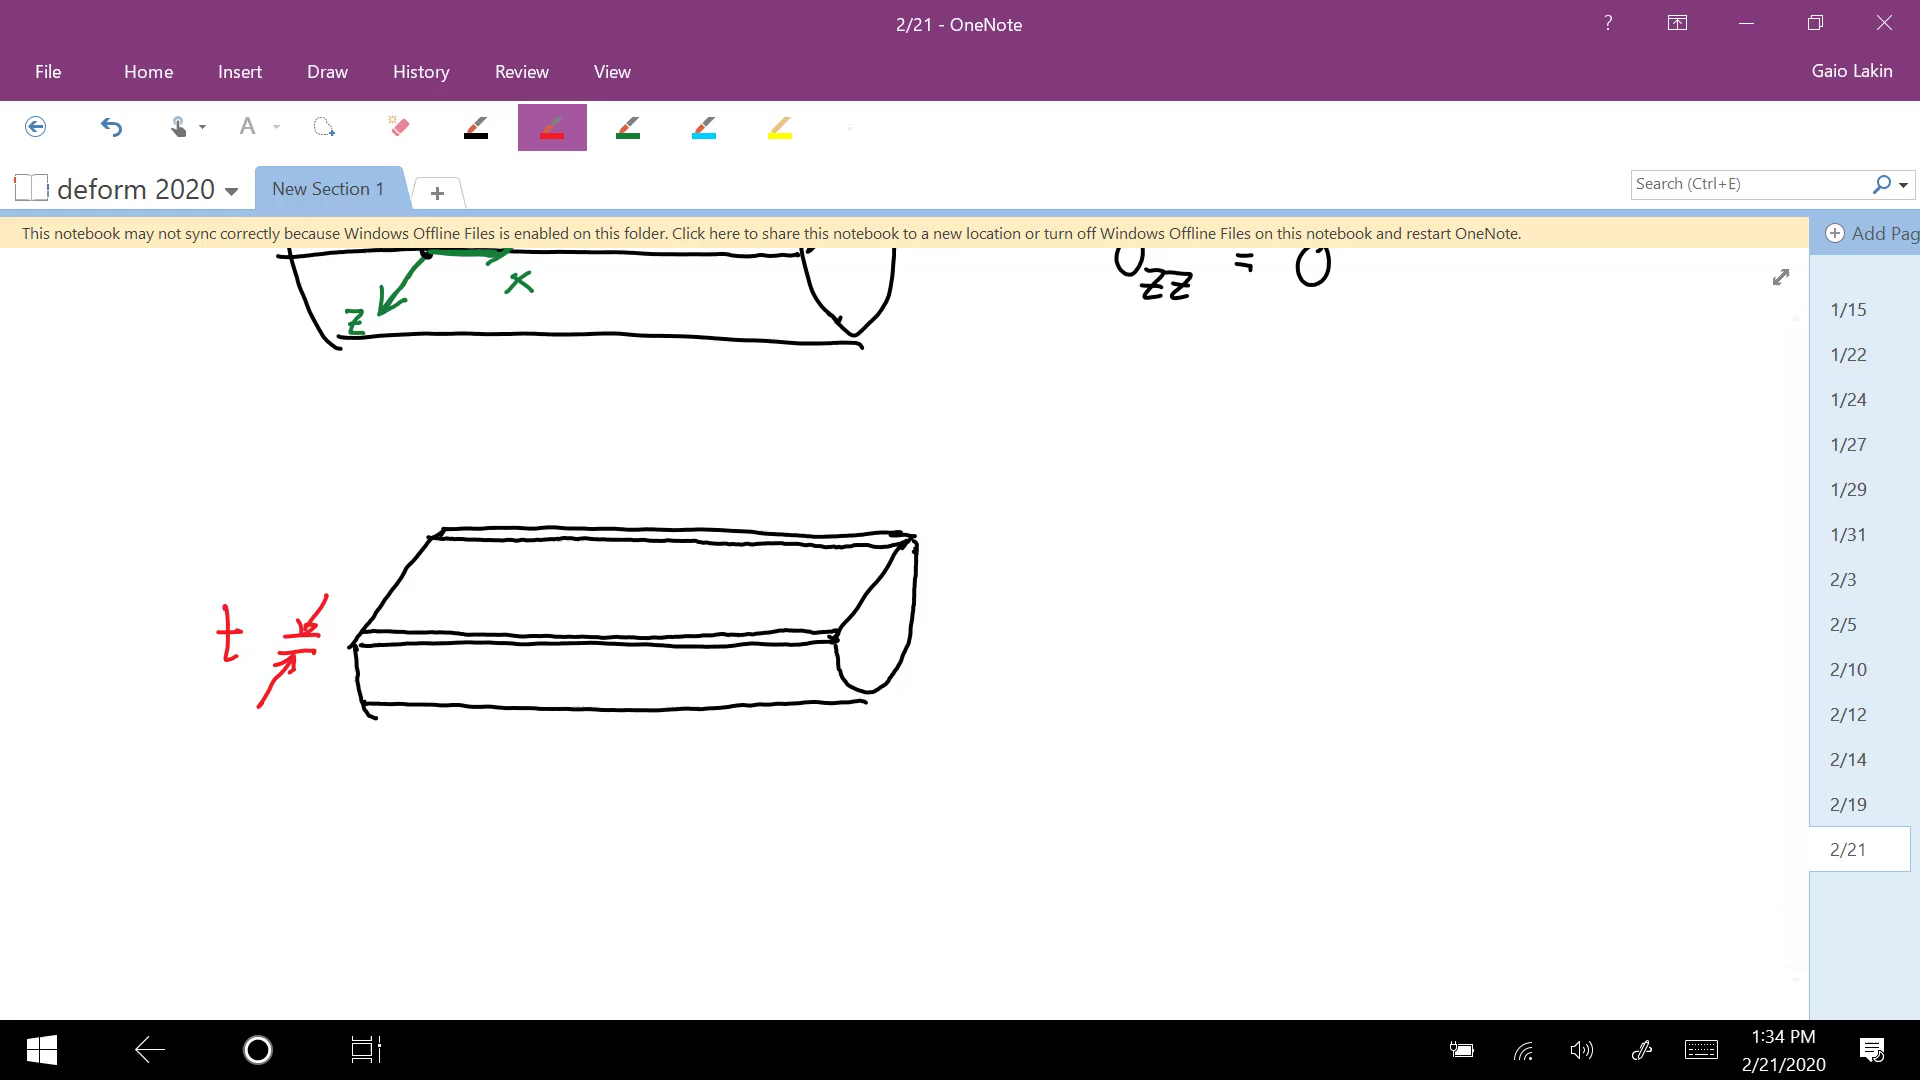 2/21 - OneNote
?
File Home Insert Draw History Review View
Gaio Lakin
A
deform 2020
New Section 1
+
Search (Ctrl+E)
This notebook may not sync correctly because Windows Offline Files is enabled on this folder. Click here to share this notebook to a new location or turn off Windows Offline Files on this notebook and restart OneNote.
Add Pag
x
z
zz = 0
t
1/15
1/22
1/24
1/27
1/29
1/31
2/3
2/5
2/10
2/12
2/14
2/19
2/21
1:34 PM
2/21/2020